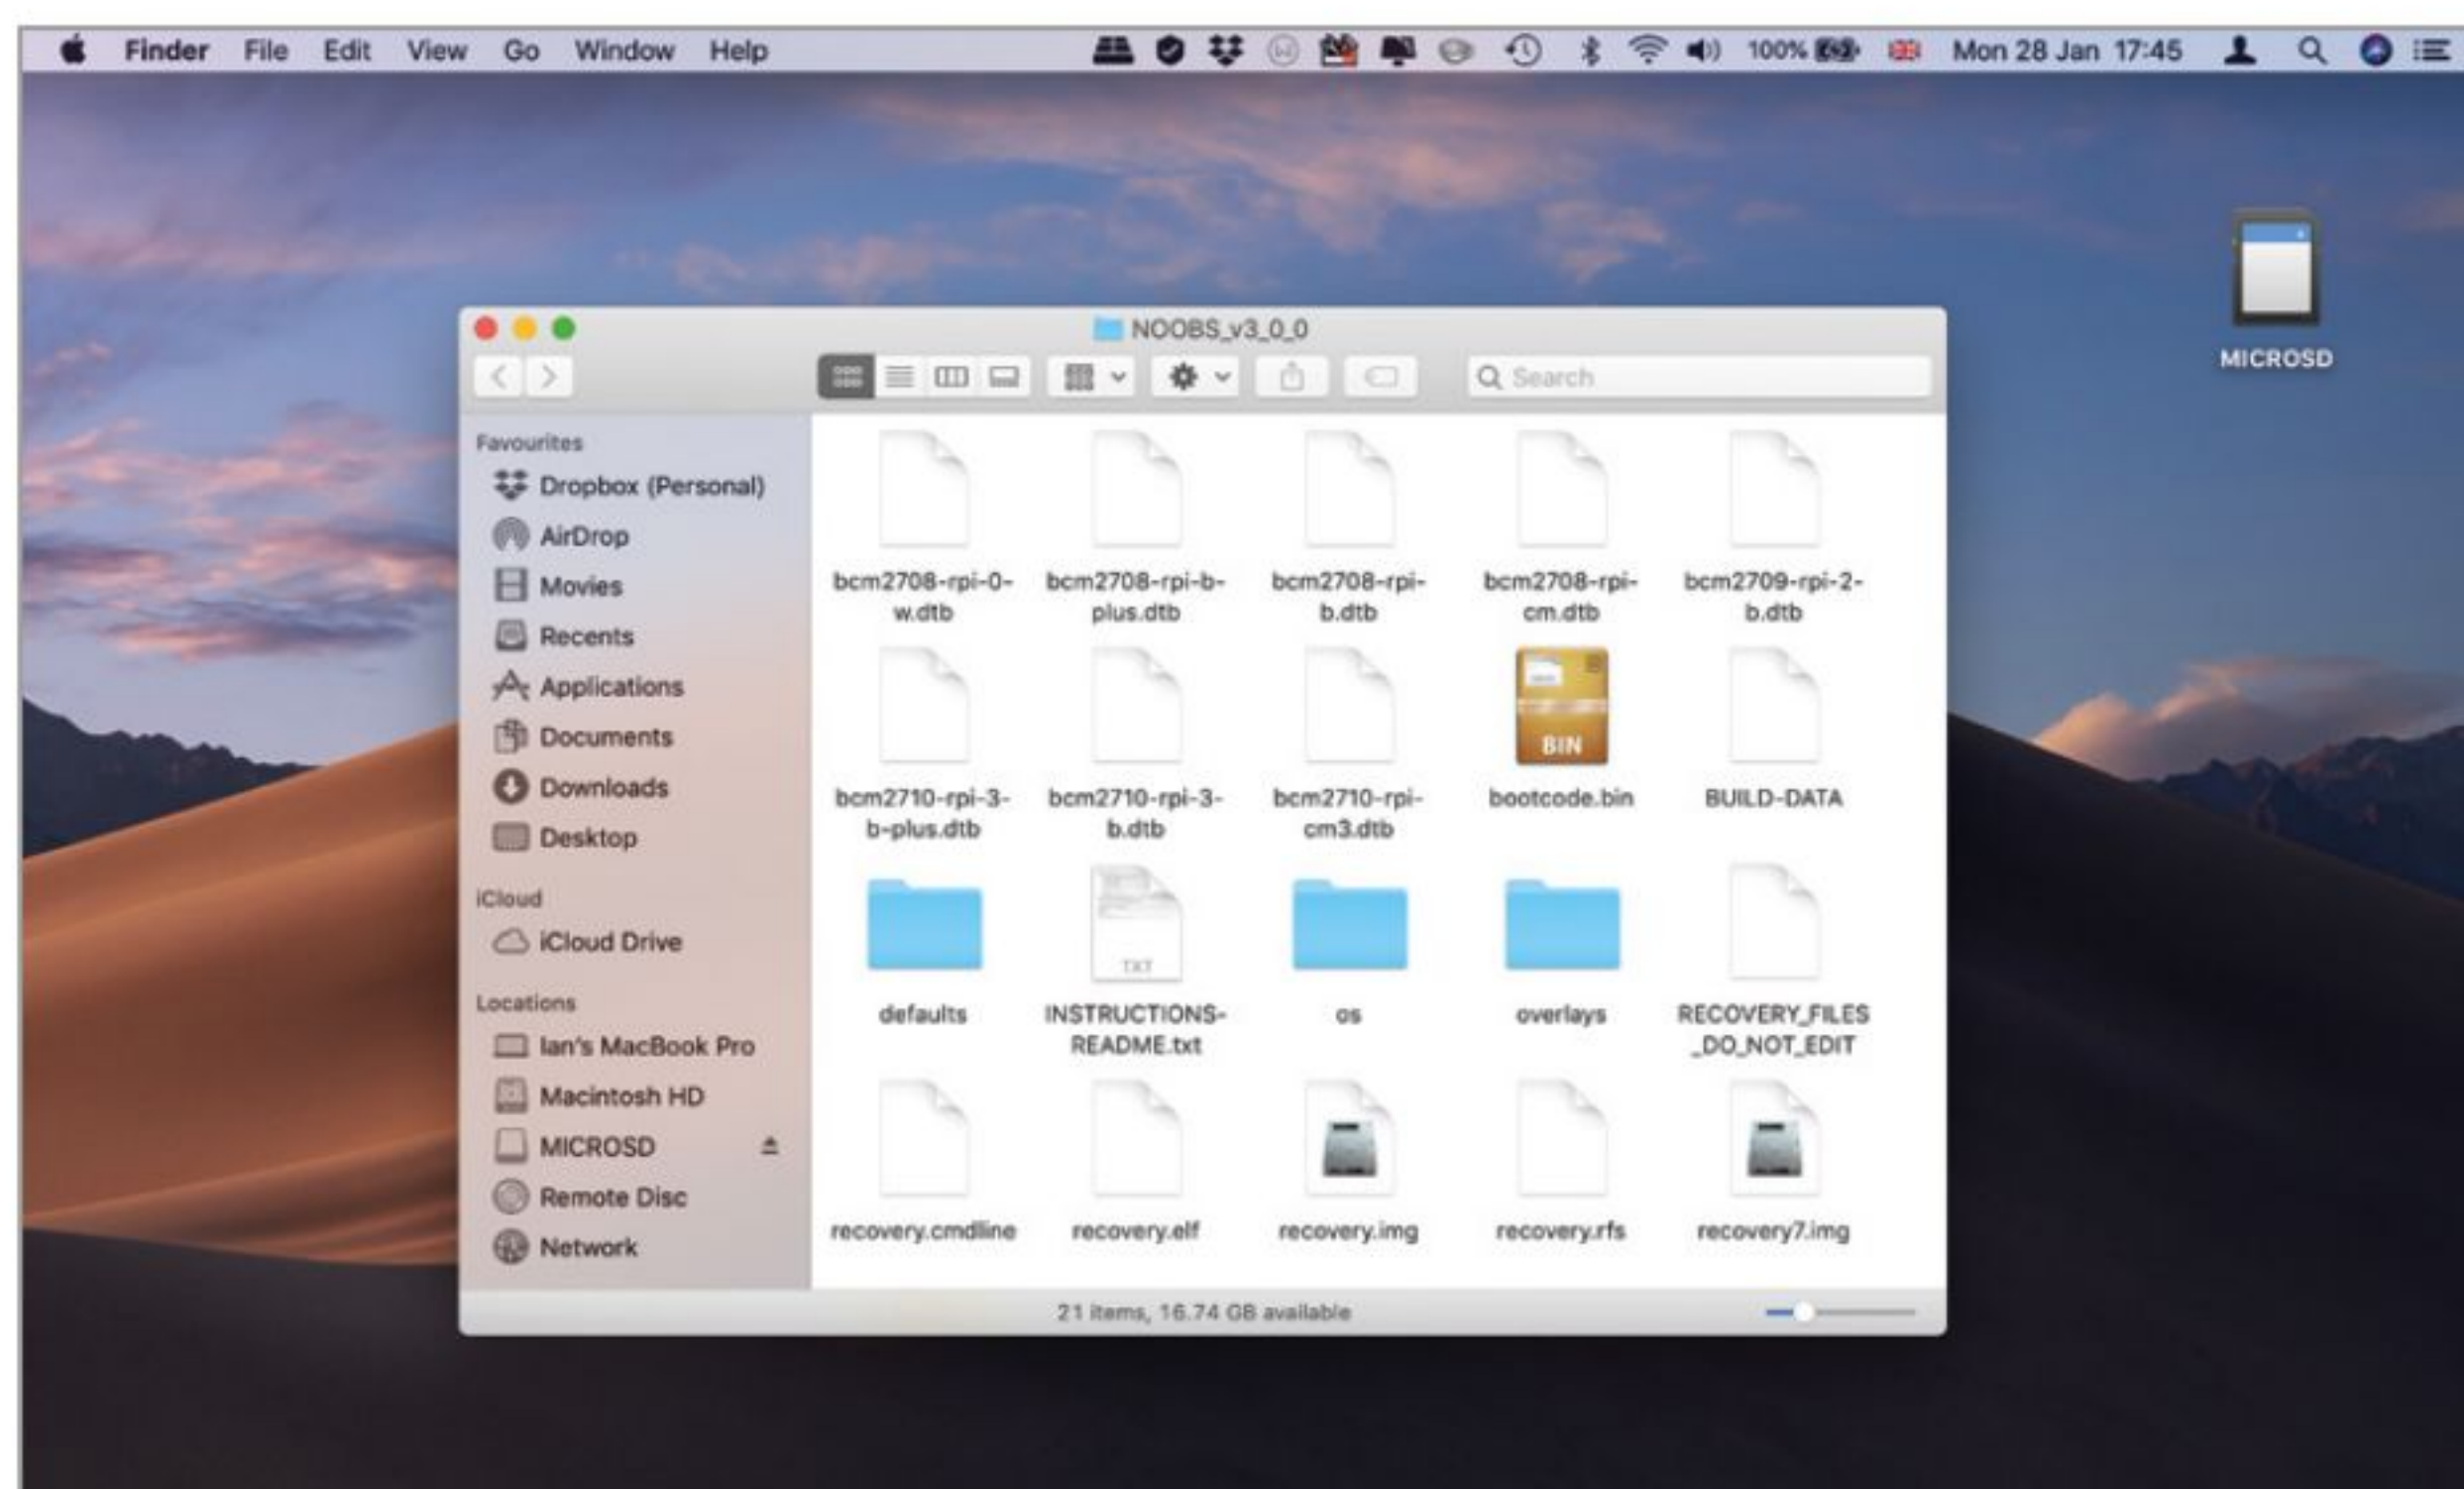 Finder File Edit View Go Window Help 100% Mon 28 Jan 17:45
MICROSD
NOOBS_v3_0_0
Search
Favourites
Dropbox (Personal)
AirDrop
Movies
Recents
Applications
Documents
Downloads
Desktop
iCloud
iCloud Drive
Locations
Ian's MacBook Pro
Macintosh HD
MICROSD
Remote Disc
Network
bcm2708-rpi-0-
w.dtb
bcm2708-rpi-b-
plus.dtb
bcm2708-rpi-
b.dtb
bcm2708-rpi-
cm.dtb
bcm2709-rpi-2-
b.dtb
bcm2710-rpi-3-
b-plus.dtb
bcm2710-rpi-3-
b.dtb
bcm2710-rpi-
cm3.dtb
BIN
bootcode.bin
BUILD-DATA
defaults
TXT
INSTRUCTIONS-
README.txt
os
overlays
RECOVERY_FILES
_DO_NOT_EDIT
recovery.cmdline
recovery.elf
recovery.img
recovery.rfs
recovery7.img
21 items, 16.74 GB available